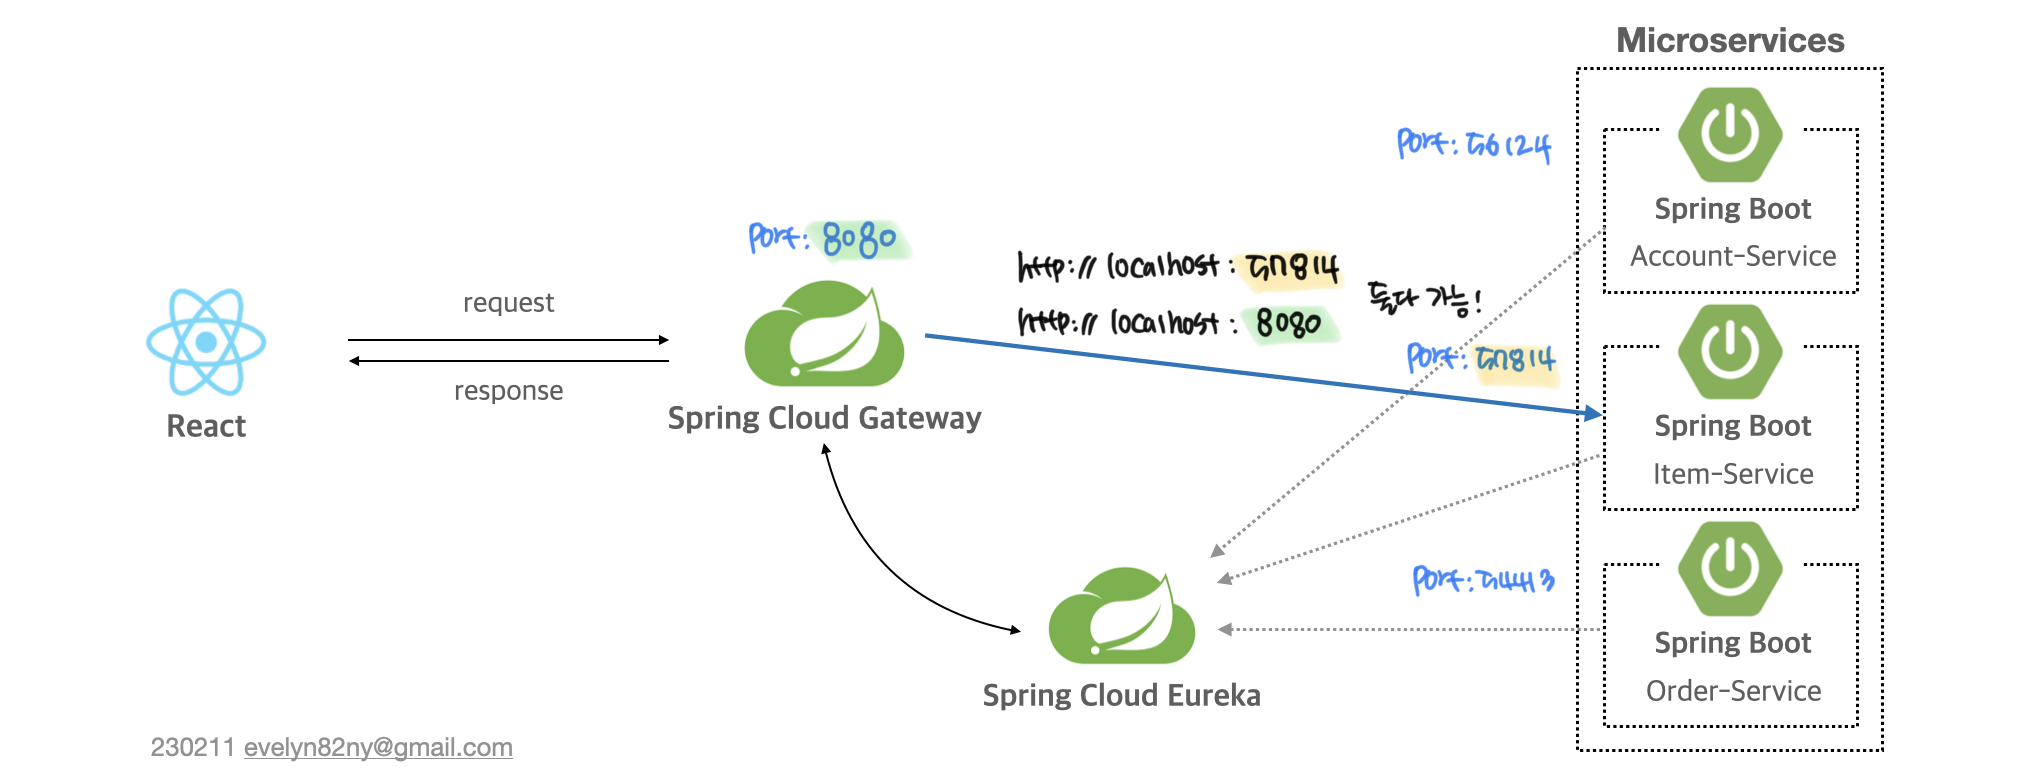 Microservices
Port: 56124
Spring Boot
Account-Service
Port: 8080
http:// localhost : 57814
http:// localhost : 8080
둘다 가능!
request
response
React
Spring Cloud Gateway
Port: 57814
Spring Boot
Item-Service
Port: 57443
Spring Boot
Order-Service
Spring Cloud Eureka
230211 evelyn82ny@gmail.com